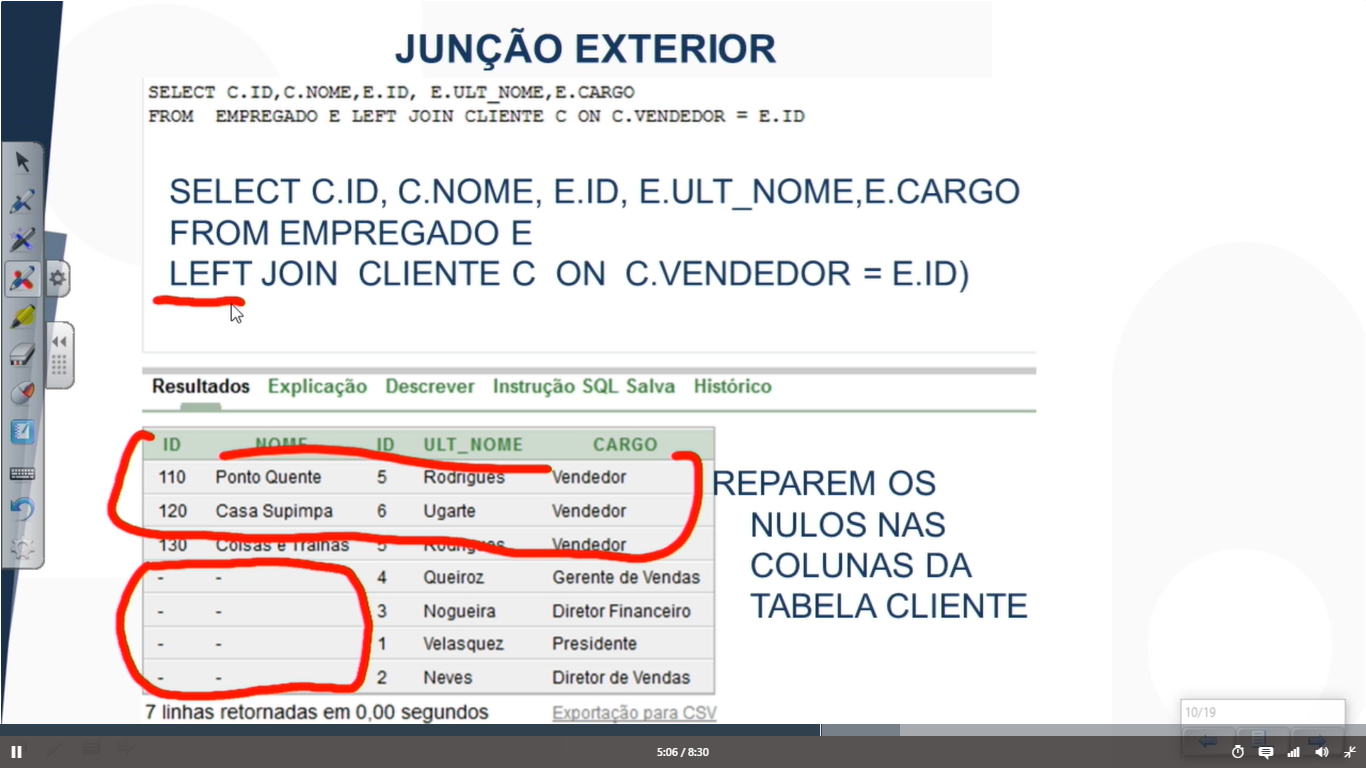 JUNÇÃO EXTERIOR
SELECT C.ID,C.NOME,E.ID, E.ULT_NOME,E.CARGO
FROM EMPREGADO E LEFT JOIN CLIENTE C ON C.VENDEDOR = E.ID
SELECT C.ID, C.NOME, E.ID, E.ULT_NOME,E.CARGO
FROM EMPREGADO E
LEFT JOIN CLIENTE C ON C.VENDEDOR = E.ID)
Resultados Explicação Descrever Instrução SQL Salva Histórico
ID NOME ID ULT_NOME CARGO
110 Ponto Quente 5 Rodrigues Vendedor
120 Casa Supimpa 6 Ugarte Vendedor
130 Coisas e Tralhas 5 Rodrigues Vendedor
- - 4 Queiroz Gerente de Vendas
- - 3 Nogueira Diretor Financeiro
- - 1 Velasquez Presidente
- - 2 Neves Diretor de Vendas
7 linhas retornadas em 0,00 segundos Exportação para CSV
REPAREM OS
NULOS NAS
COLUNAS DA
TABELA CLIENTE
10/19
5:06 / 8:30